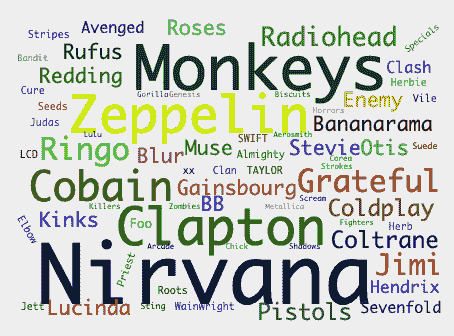 Stripes Avenged Roses Radiohead Specials
Bandit Rufus Monkeys Clash
Cure Redding Gorilla Genesis Biscuits Herbie
Seeds Zeppelin Horrors Enemy Vile
Judas Lulu Aerosmith Bananarama
LCD Ringo Blur Muse SWIFT Almighty Stevie Otis Suede
xx Clan TAYLOR Corea Strokes
Cobain Gainsbourg Grateful
Killers Zombies BB Metallica Scream Coldplay
Elbow Kinks Foo Clapton Fighters Herb
Arcade Chick Shadows Coltrane
Priest Nirvana Jimi
Roots Hendrix
Jett Lucinda Sting Wainwright Pistols Sevenfold